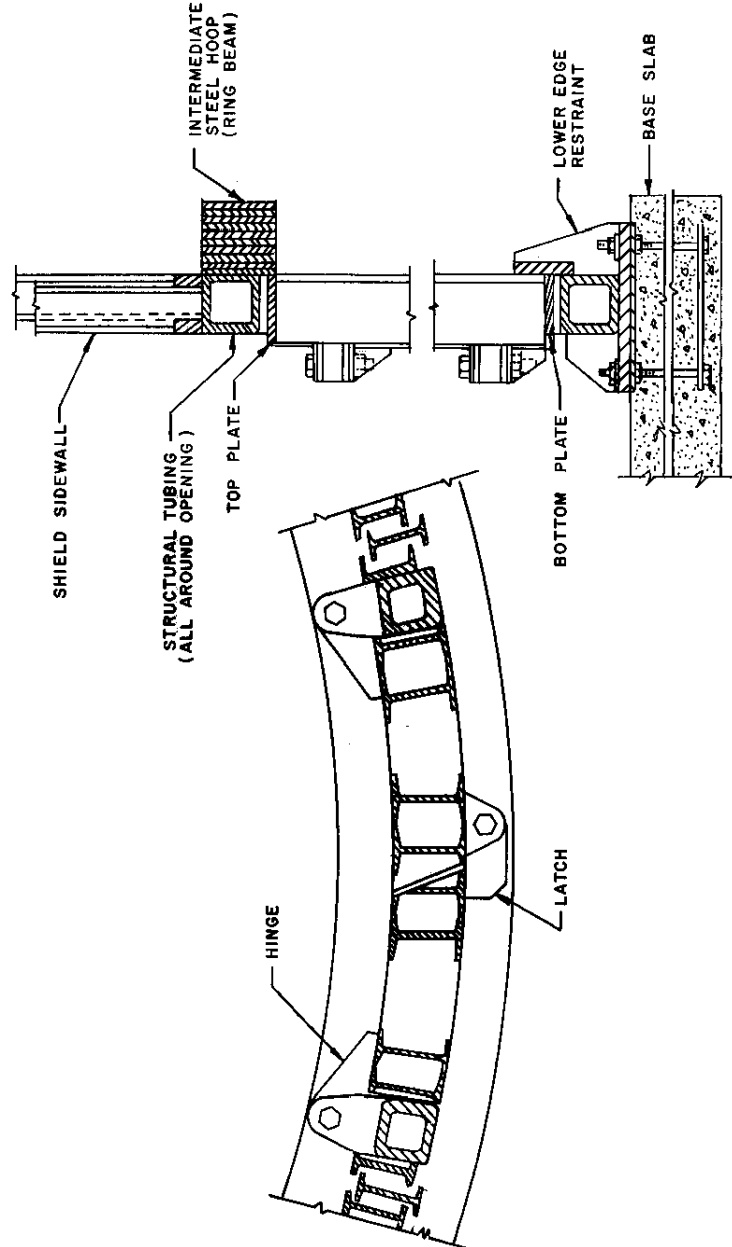 SHIELD SIDEWALL
STRUCTURAL TUBING
(ALL AROUND OPENING)
TOP PLATE
INTERMEDIATE
STEEL HOOP
(RING BEAM)
LOWER EDGE
RESTRAINT
BASE SLAB
BOTTOM PLATE
HINGE
LATCH